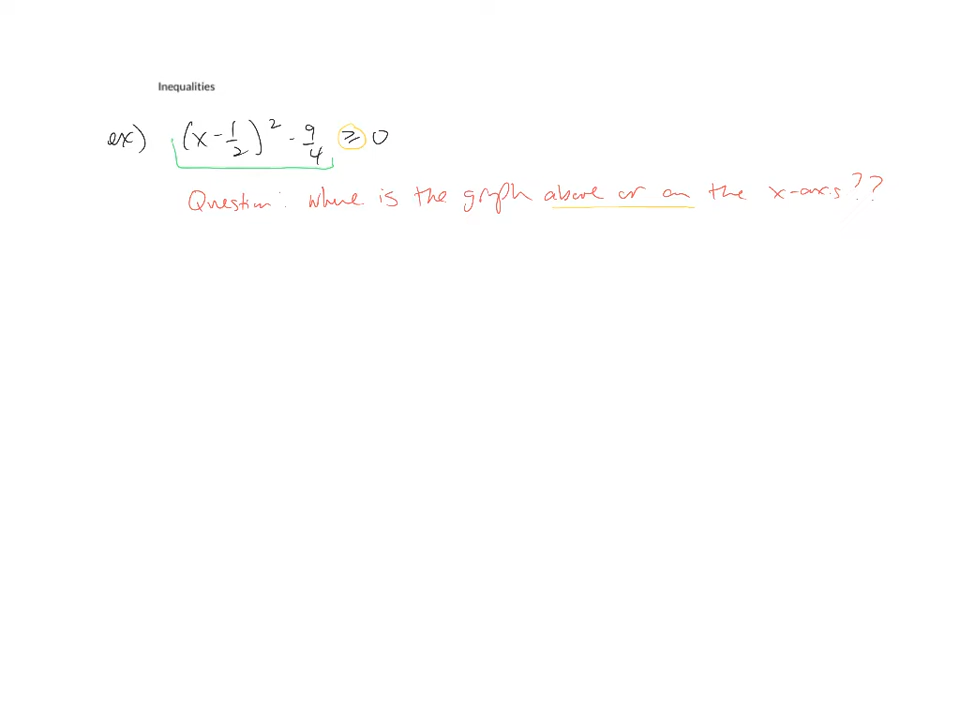 Inequalities
ex) (x - 1/2)² - 9/4 ≥ 0
Question: Where is the graph above or on the x-axis??